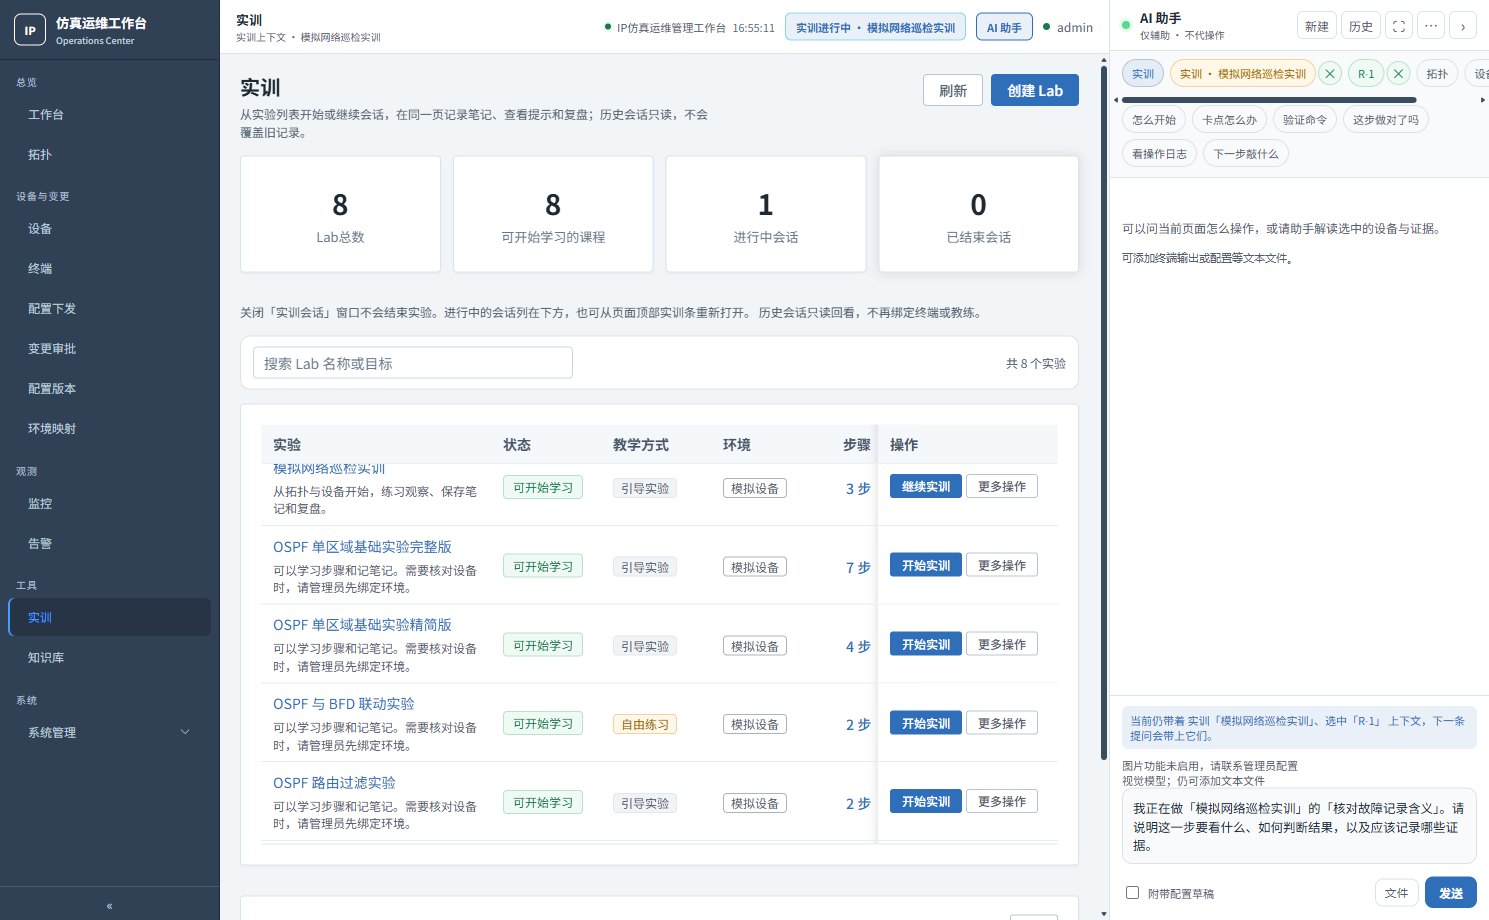 IP
仿真运维工作台
Operations Center
总览
工作台
拓扑
设备与变更
设备
终端
配置下发
变更审批
配置版本
环境映射
观测
监控
告警
工具
实训
知识库
系统
系统管理
«
实训
实训上下文 · 模拟网络巡检实训
IP仿真运维管理工作台 16:55:11
实训进行中 · 模拟网络巡检实训
AI 助手
admin
实训
从实验列表开始或继续会话，在同一页记录笔记、查看提示和复盘；历史会话只读，不会
覆盖旧记录。
刷新
创建 Lab
8
Lab总数
8
可开始学习的课程
1
进行中会话
0
已结束会话
关闭「实训会话」窗口不会结束实验。进行中的会话列在下方，也可从页面顶部实训条重新打开。 历史会话只读回看，不再绑定终端或教练。
搜索 Lab 名称或目标
共 8 个实验
实验 状态 教学方式 环境 步骤 操作
模拟网络巡检实训
从拓扑与设备开始，练习观察、保存笔
记和复盘。
可开始学习 引导实验 模拟设备 3 步 继续实训 更多操作
OSPF 单区域基础实验完整版
可以学习步骤和记笔记。需要核对设备
时，请管理员先绑定环境。
可开始学习 引导实验 模拟设备 7 步 开始实训 更多操作
OSPF 单区域基础实验精简版
可以学习步骤和记笔记。需要核对设备
时，请管理员先绑定环境。
可开始学习 引导实验 模拟设备 4 步 开始实训 更多操作
OSPF 与 BFD 联动实验
可以学习步骤和记笔记。需要核对设备
时，请管理员先绑定环境。
可开始学习 自由练习 模拟设备 2 步 开始实训 更多操作
OSPF 路由过滤实验
可以学习步骤和记笔记。需要核对设备
时，请管理员先绑定环境。
可开始学习 引导实验 模拟设备 2 步 开始实训 更多操作
AI 助手
仅辅助 · 不代操作
新建 历史 ⋯ ›
实训 实训 · 模拟网络巡检实训 R-1 拓扑 设备
怎么开始 卡点怎么办 验证命令 这步做对了吗
看操作日志 下一步敲什么
可以问当前页面怎么操作，或请助手解读选中的设备与证据。
可添加终端输出或配置等文本文件。
当前仍带着 实训「模拟网络巡检实训」、选中「R-1」 上下文，下一条
提问会带上它们。
图片功能未启用，请联系管理员配置
视觉模型；仍可添加文本文件
我正在做「模拟网络巡检实训」的「核对故障记录含义」。请
说明这一步要看什么、如何判断结果，以及应该记录哪些证
据。
附带配置草稿
文件
发送